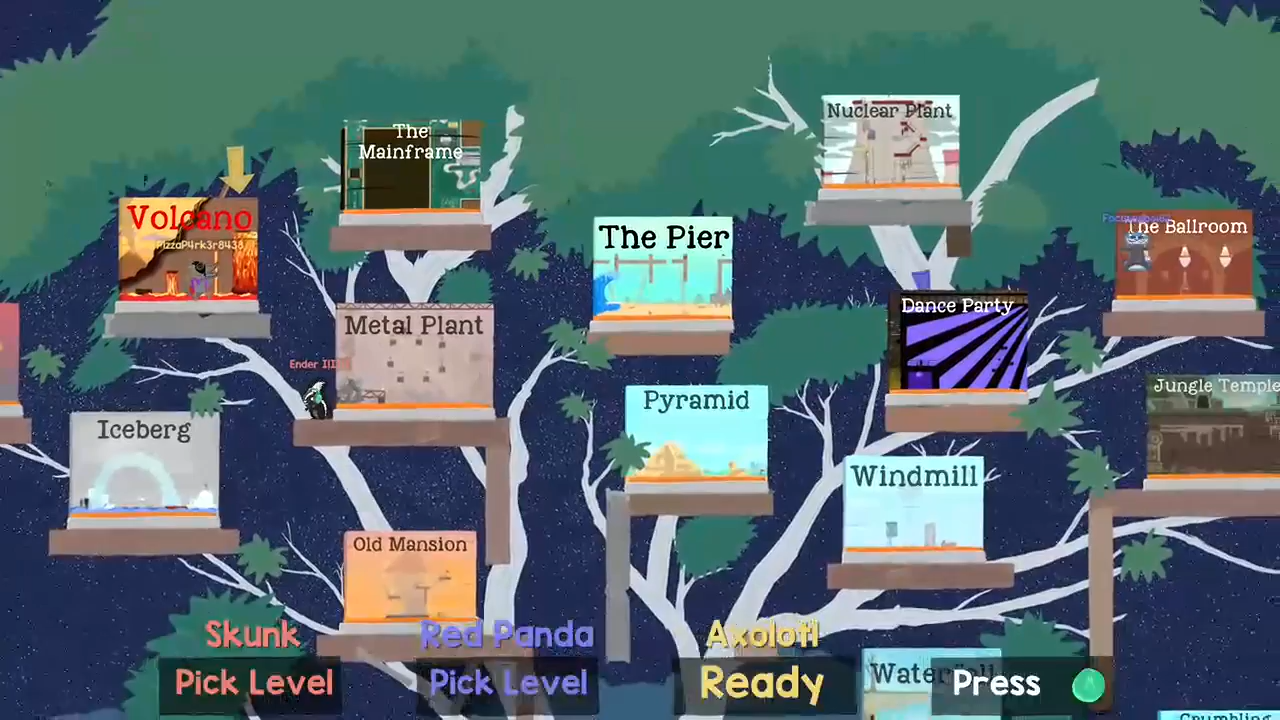 Nuclear Plant
The
Mainframe
Volcano
PizzaP4rk3r8438
The Ballroom
The Pier
Dance Party
Metal Plant
Jungle Temple
Pyramid
Iceberg
Windmill
Old Mansion
Skunk
Red Panda
Axolotl
Pick Level
Pick Level
Ready
Press